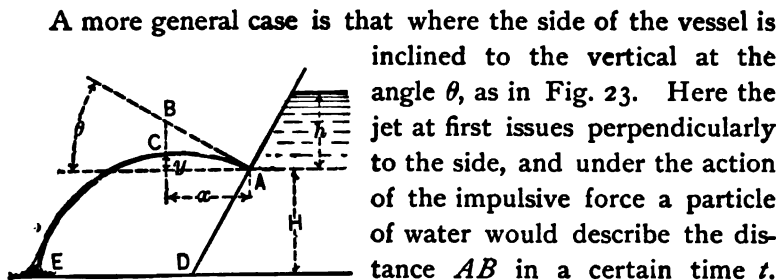 A more general case is that where the side of the vessel is
inclined to the vertical at the
angle θ, as in Fig. 23. Here the
jet at first issues perpendicularly
to the side, and under the action
of the impulsive force a particle
of water would describe the dis-
tance AB in a certain time t.
θ
B
C
y
h
A
x
H
E
D